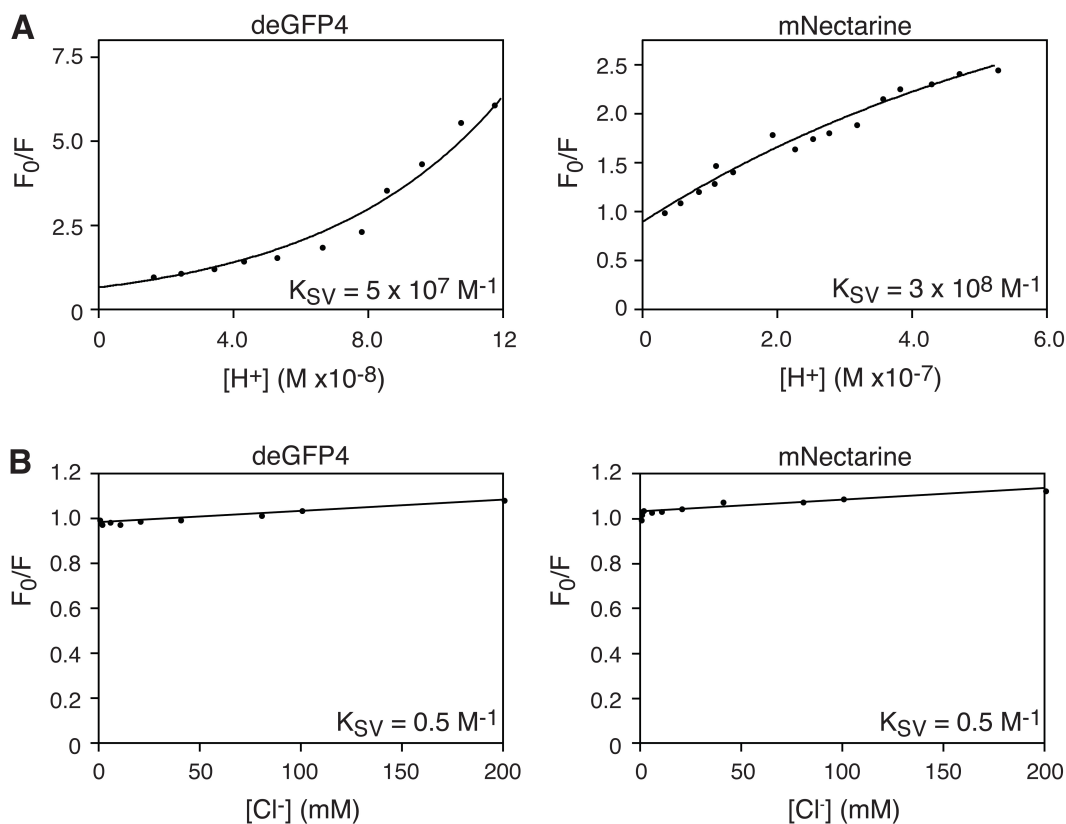 A
deGFP4
mNectarine
7.5
5.0
2.5
0
F0/F
KSV = 5 x 10^7 M^-1
0 4.0 8.0 12
[H+] (M x10^-8)
2.5
2.0
1.5
1.0
0.5
0
F0/F
KSV = 3 x 10^8 M^-1
0 2.0 4.0 6.0
[H+] (M x10^-7)
B
deGFP4
mNectarine
1.2
1.0
0.8
0.6
0.4
0.2
0
F0/F
KSV = 0.5 M^-1
0 50 100 150 200
[Cl-] (mM)
1.2
1.0
0.8
0.6
0.4
0.2
0
F0/F
KSV = 0.5 M^-1
0 50 100 150 200
[Cl-] (mM)